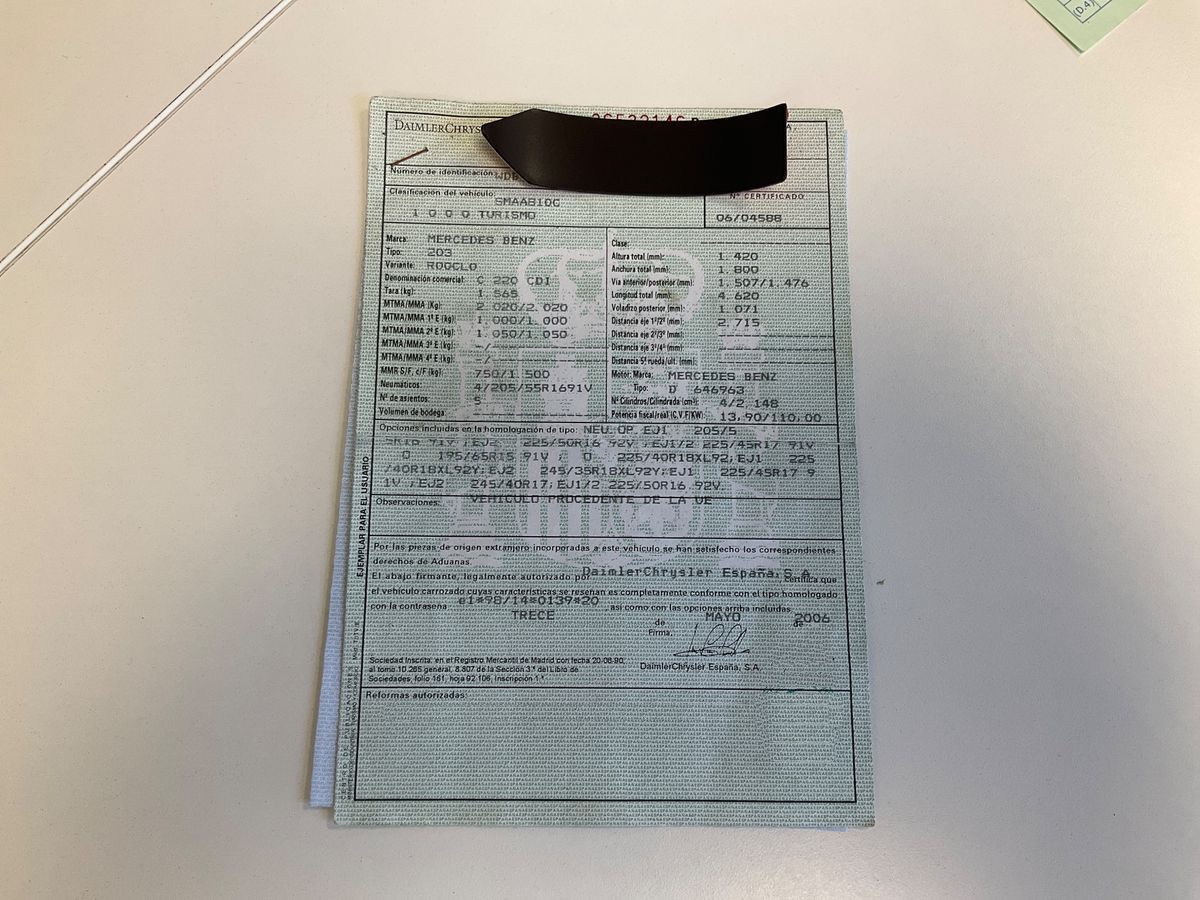 (D.4)
DAIMLERCHRYS
Número de identificación: WDB
Clasificación del vehículo:
SMAAB10G
1 0 0 0 TURISMO
Nº CERTIFICADO
06/04588
Marca: MERCEDES BENZ
Tipo: 203
Variante: ROOCLO
Denominación comercial: C 220 CDI
Tara (kg) 1 565
MTMA/MMA (Kg) 2 020/2 020
MTMA/MMA 1º E (kg) 1 000/1 000
MTMA/MMA 2º E (kg) 1 050/1 050
MTMA/MMA 3º E (kg) -/-
MTMA/MMA 4º E (kg) -/-
MMR S/F, c/F (kg) 750/1 500
Neumáticos: 4/205/55R1691V
Nº de asientos: 5
Volumen de bodega:
Clase:
Altura total (mm): 1 420
Anchura total (mm): 1 800
Vía anterior/posterior (mm): 1.507/1.476
Longitud total (mm): 4 620
Voladizo posterior (mm): 1 071
Distancia eje 1º/2º (mm): 2 715
Distancia eje 2º/3º (mm):
Distancia eje 3º/4º (mm):
Distancia 5ª rueda/ult. (mm):
Motor: Marca: MERCEDES BENZ
Tipo: D 646963
Nº Cilindros/Cilindrada (cm³): 4/2 148
Potencia fiscal/real (C.V.F/KW): 13,90/110,00
Opciones incluidas en la homologación de tipo: NEU.OP.EJ1 205/5
91V ;EJ2 225/50R16 92V ;EJ1/2 225/45R17 91V
O 195/65R15 91V ; O 225/40R18XL92;EJ1 225
/40R18XL92Y;EJ2 245/35R18XL92Y;EJ1 225/45R17 9
1V ;EJ2 245/40R17;EJ1/2 225/50R16 92V
Observaciones: VEHICULO PROCEDENTE DE LA UE
Por las piezas de origen extranjero incorporadas a este vehículo se han satisfecho los correspondientes
derechos de Aduanas.
El abajo firmante, legalmente autorizado por DaimlerChrysler España,S.A. certifica que
el vehículo carrozado cuyas características se reseñan es completamente conforme con el tipo homologado
con la contraseña e1*98/14*0139*20 , así como con las opciones arriba incluidas
TRECE de MAYO de 2006
Firma,
DaimlerChrysler España, S.A.
Sociedad Inscrita: en el Registro Mercantil de Madrid con fecha 20-06-90,
al tomo 10.265 general, 8.807 de la Sección 3.ª del Libro de
Sociedades, folio 161, hoja 92.106, Inscripción 1.ª
Reformas autorizadas:
EJEMPLAR PARA EL USUARIO